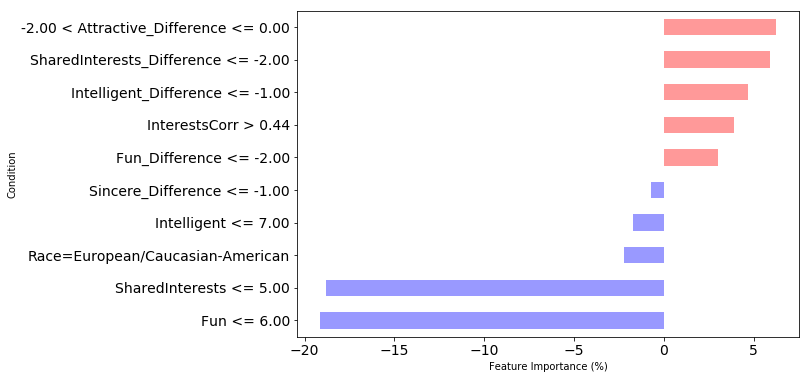 -2.00 < Attractive_Difference <= 0.00
SharedInterests_Difference <= -2.00
Intelligent_Difference <= -1.00
InterestsCorr > 0.44
Fun_Difference <= -2.00
Sincere_Difference <= -1.00
Intelligent <= 7.00
Race=European/Caucasian-American
SharedInterests <= 5.00
Fun <= 6.00
Condition
−20 −15 −10 −5 0 5
Feature Importance (%)